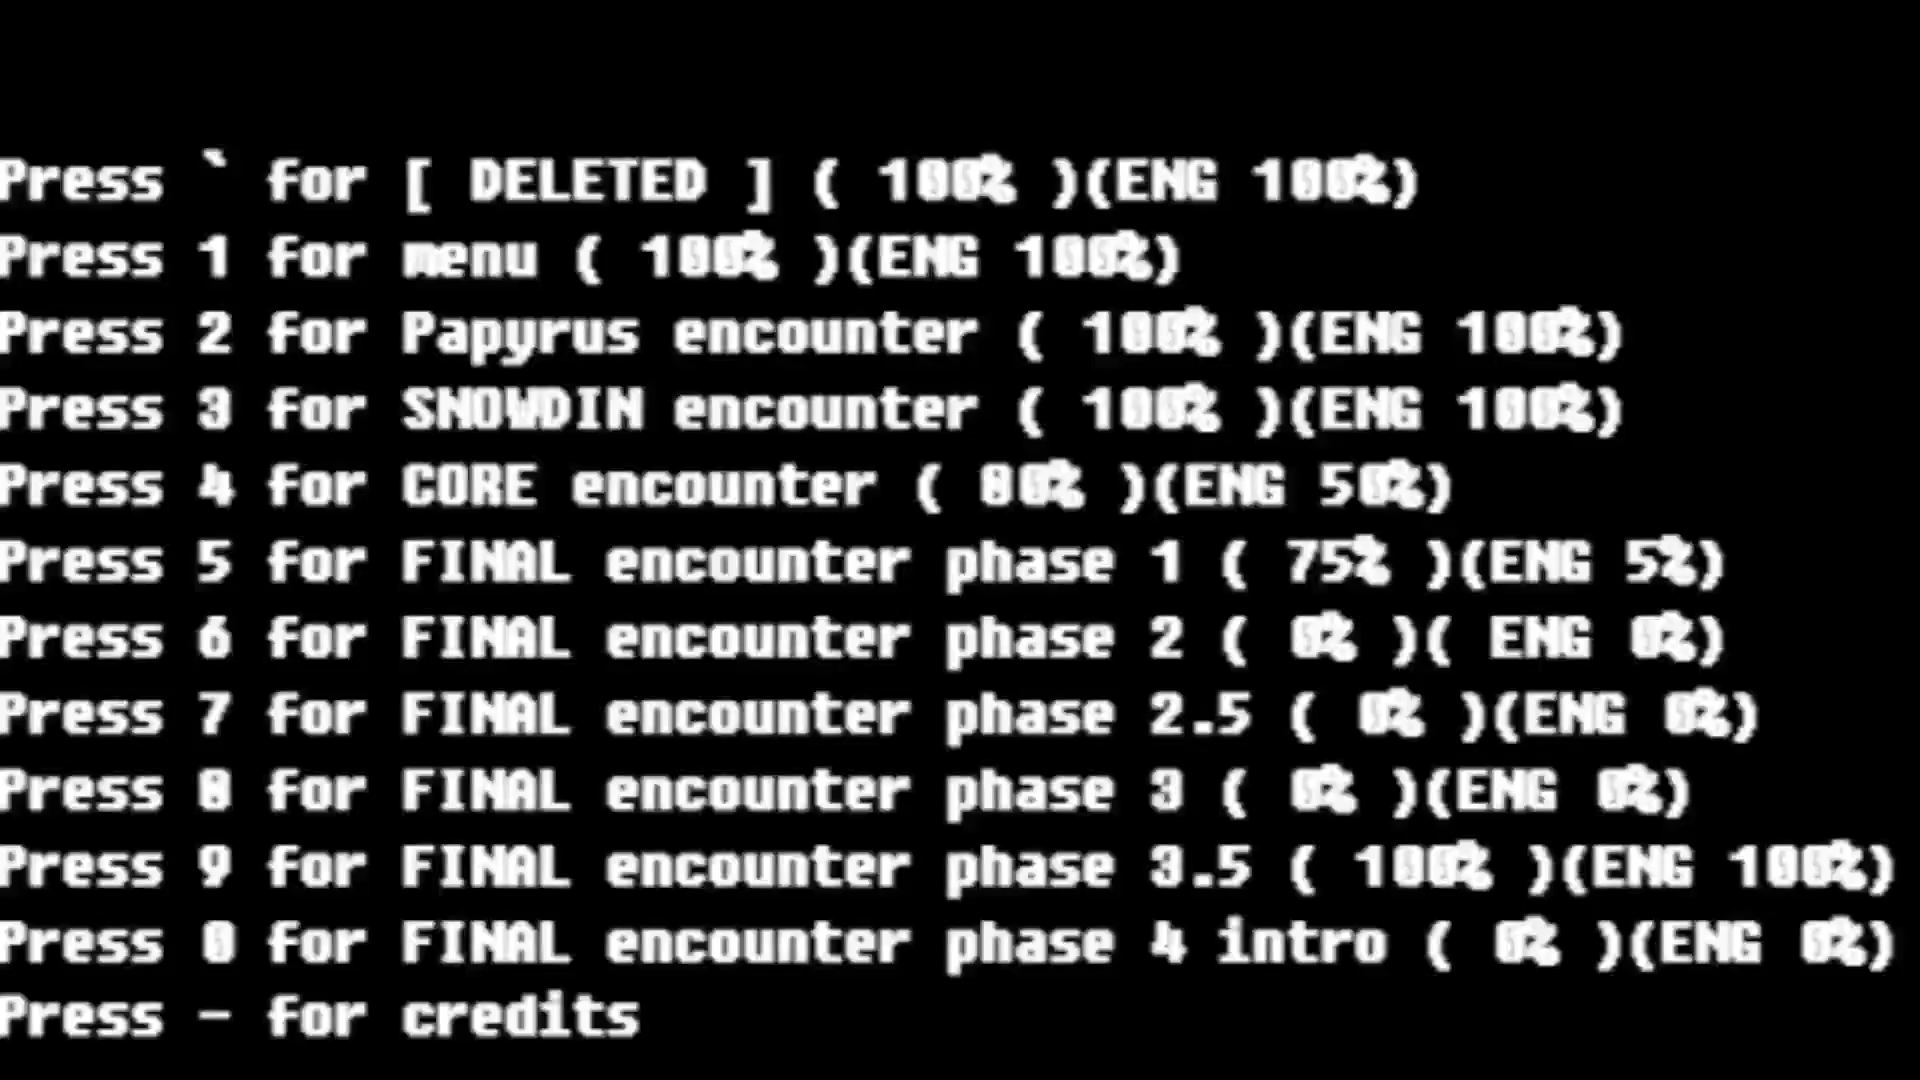 Press ` for [ DELETED ] ( 100% )(ENG 100%)
Press 1 for menu ( 100% )(ENG 100%)
Press 2 for Papyrus encounter ( 100% )(ENG 100%)
Press 3 for SNOWDIN encounter ( 100% )(ENG 100%)
Press 4 for CORE encounter ( 80% )(ENG 50%)
Press 5 for FINAL encounter phase 1 ( 75% )(ENG 5%)
Press 6 for FINAL encounter phase 2 ( 0% )( ENG 0%)
Press 7 for FINAL encounter phase 2.5 ( 0% )(ENG 0%)
Press 8 for FINAL encounter phase 3 ( 0% )(ENG 0%)
Press 9 for FINAL encounter phase 3.5 ( 100% )(ENG 100%)
Press 0 for FINAL encounter phase 4 intro ( 0% )(ENG 0%)
Press - for credits